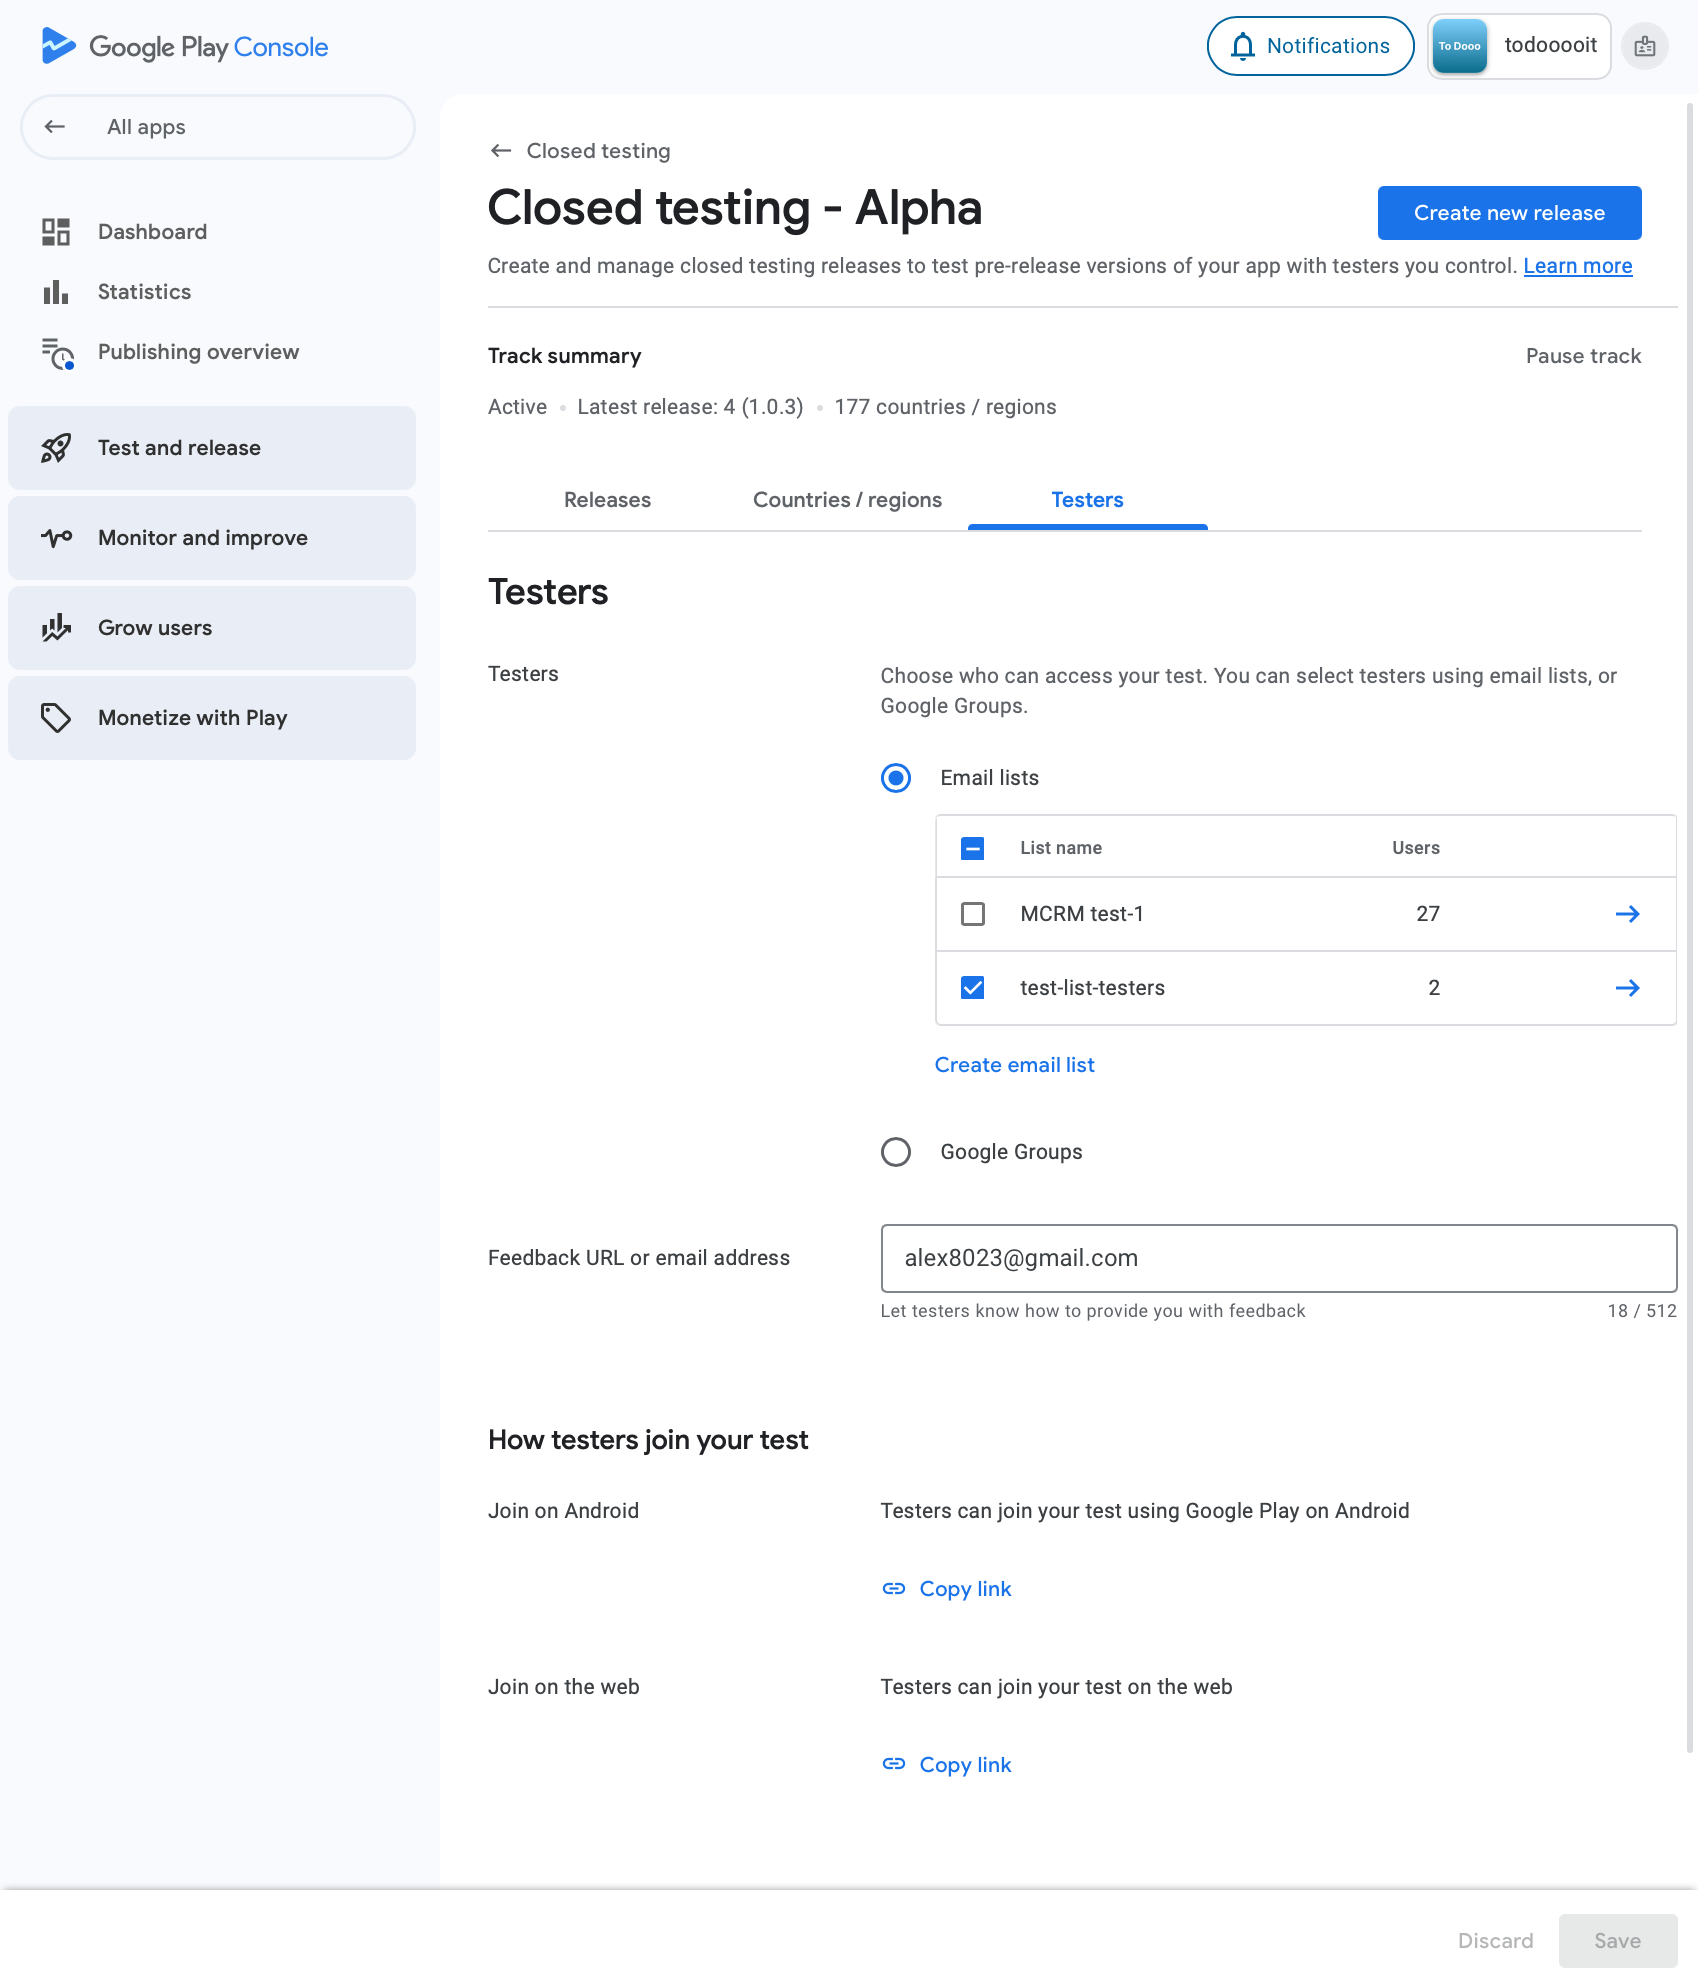 Google Play Console
Notifications
To Dooo
todooooit
All apps
Dashboard
Statistics
Publishing overview
Test and release
Monitor and improve
Grow users
Monetize with Play
Closed testing
Closed testing - Alpha
Create new release
Create and manage closed testing releases to test pre-release versions of your app with testers you control. Learn more
Track summary
Pause track
Active • Latest release: 4 (1.0.3) • 177 countries / regions
Releases
Countries / regions
Testers
Testers
Testers
Choose who can access your test. You can select testers using email lists, or
Google Groups.
Email lists
List name Users
MCRM test-1 27
test-list-testers 2
Create email list
Google Groups
Feedback URL or email address
alex8023@gmail.com
Let testers know how to provide you with feedback
18 / 512
How testers join your test
Join on Android
Testers can join your test using Google Play on Android
Copy link
Join on the web
Testers can join your test on the web
Copy link
Discard
Save